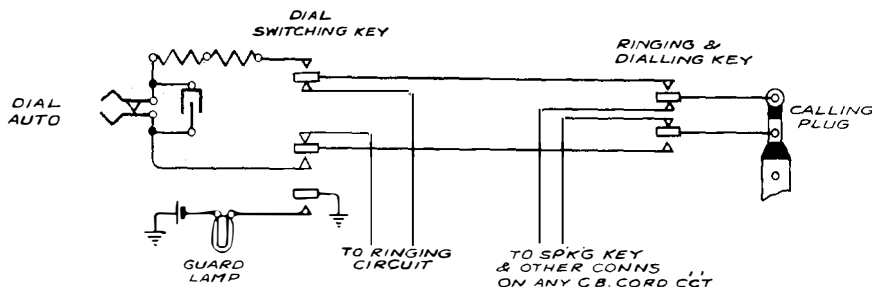 DIAL
SWITCHING KEY
RINGING &
DIALLING KEY
DIAL
AUTO
CALLING
PLUG
GUARD
LAMP
TO RINGING
CIRCUIT
TO SPK'G KEY
& OTHER CONNS
ON ANY C.B. CORD CCT